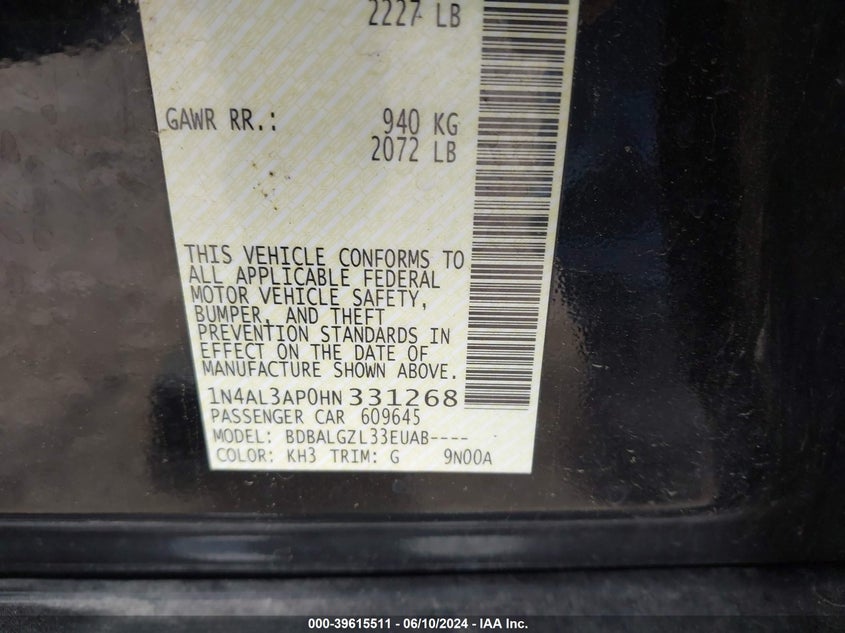 2227 LB
GAWR RR.: 940 KG
2072 LB
THIS VEHICLE CONFORMS TO
ALL APPLICABLE FEDERAL
MOTOR VEHICLE SAFETY,
BUMPER, AND THEFT
PREVENTION STANDARDS IN
EFFECT ON THE DATE OF
MANUFACTURE SHOWN ABOVE.
1N4AL3AP0HN 331268
PASSENGER CAR 609645
MODEL: BDBALGZL33EUAB----
COLOR: KH3 TRIM: G 9N00A
000-39615511 - 06/10/2024 - IAA Inc.